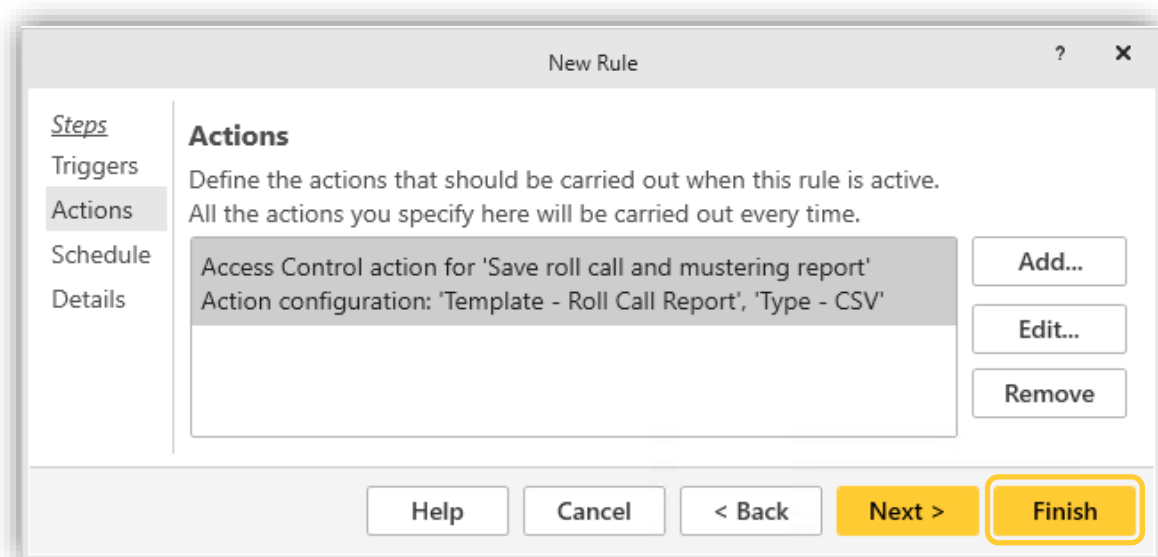 New Rule
?
Steps
Triggers
Actions
Schedule
Details
Actions
Define the actions that should be carried out when this rule is active.
All the actions you specify here will be carried out every time.
Access Control action for 'Save roll call and mustering report'
Action configuration: 'Template - Roll Call Report', 'Type - CSV'
Add...
Edit...
Remove
Help
Cancel
< Back
Next >
Finish